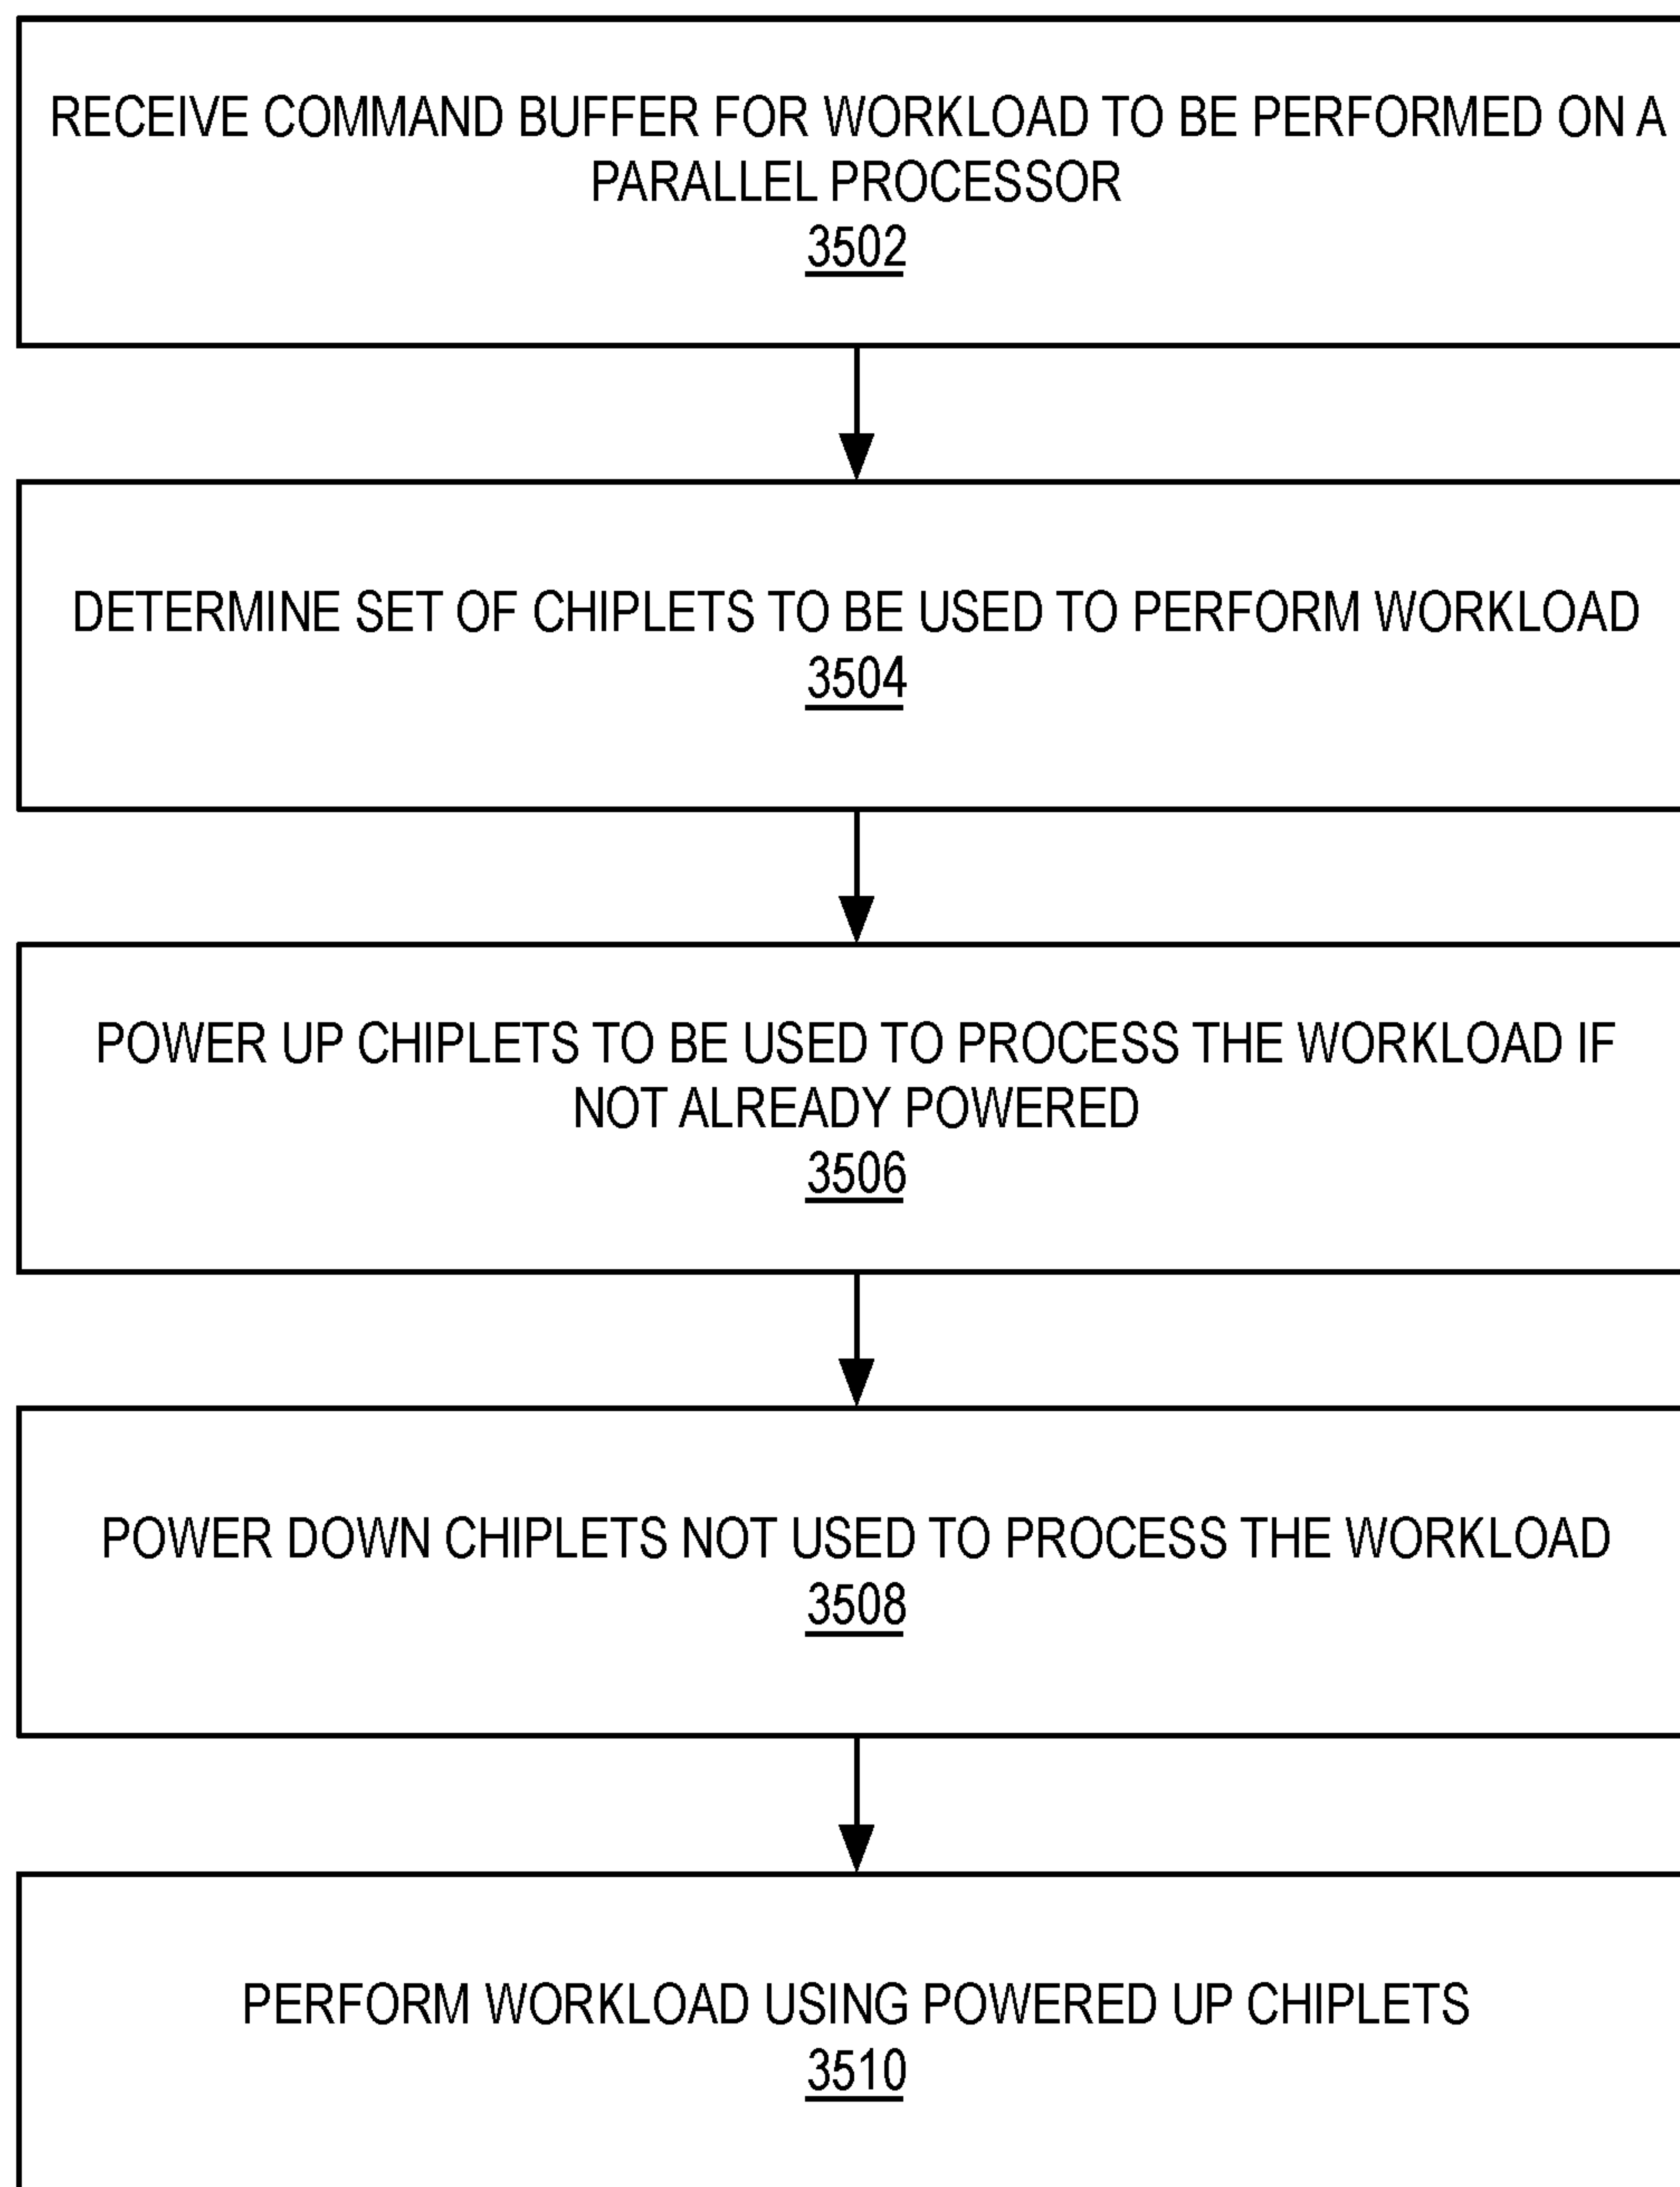 RECEIVE COMMAND BUFFER FOR WORKLOAD TO BE PERFORMED ON A
PARALLEL PROCESSOR
3502
DETERMINE SET OF CHIPLETS TO BE USED TO PERFORM WORKLOAD
3504
POWER UP CHIPLETS TO BE USED TO PROCESS THE WORKLOAD IF
NOT ALREADY POWERED
3506
POWER DOWN CHIPLETS NOT USED TO PROCESS THE WORKLOAD
3508
PERFORM WORKLOAD USING POWERED UP CHIPLETS
3510